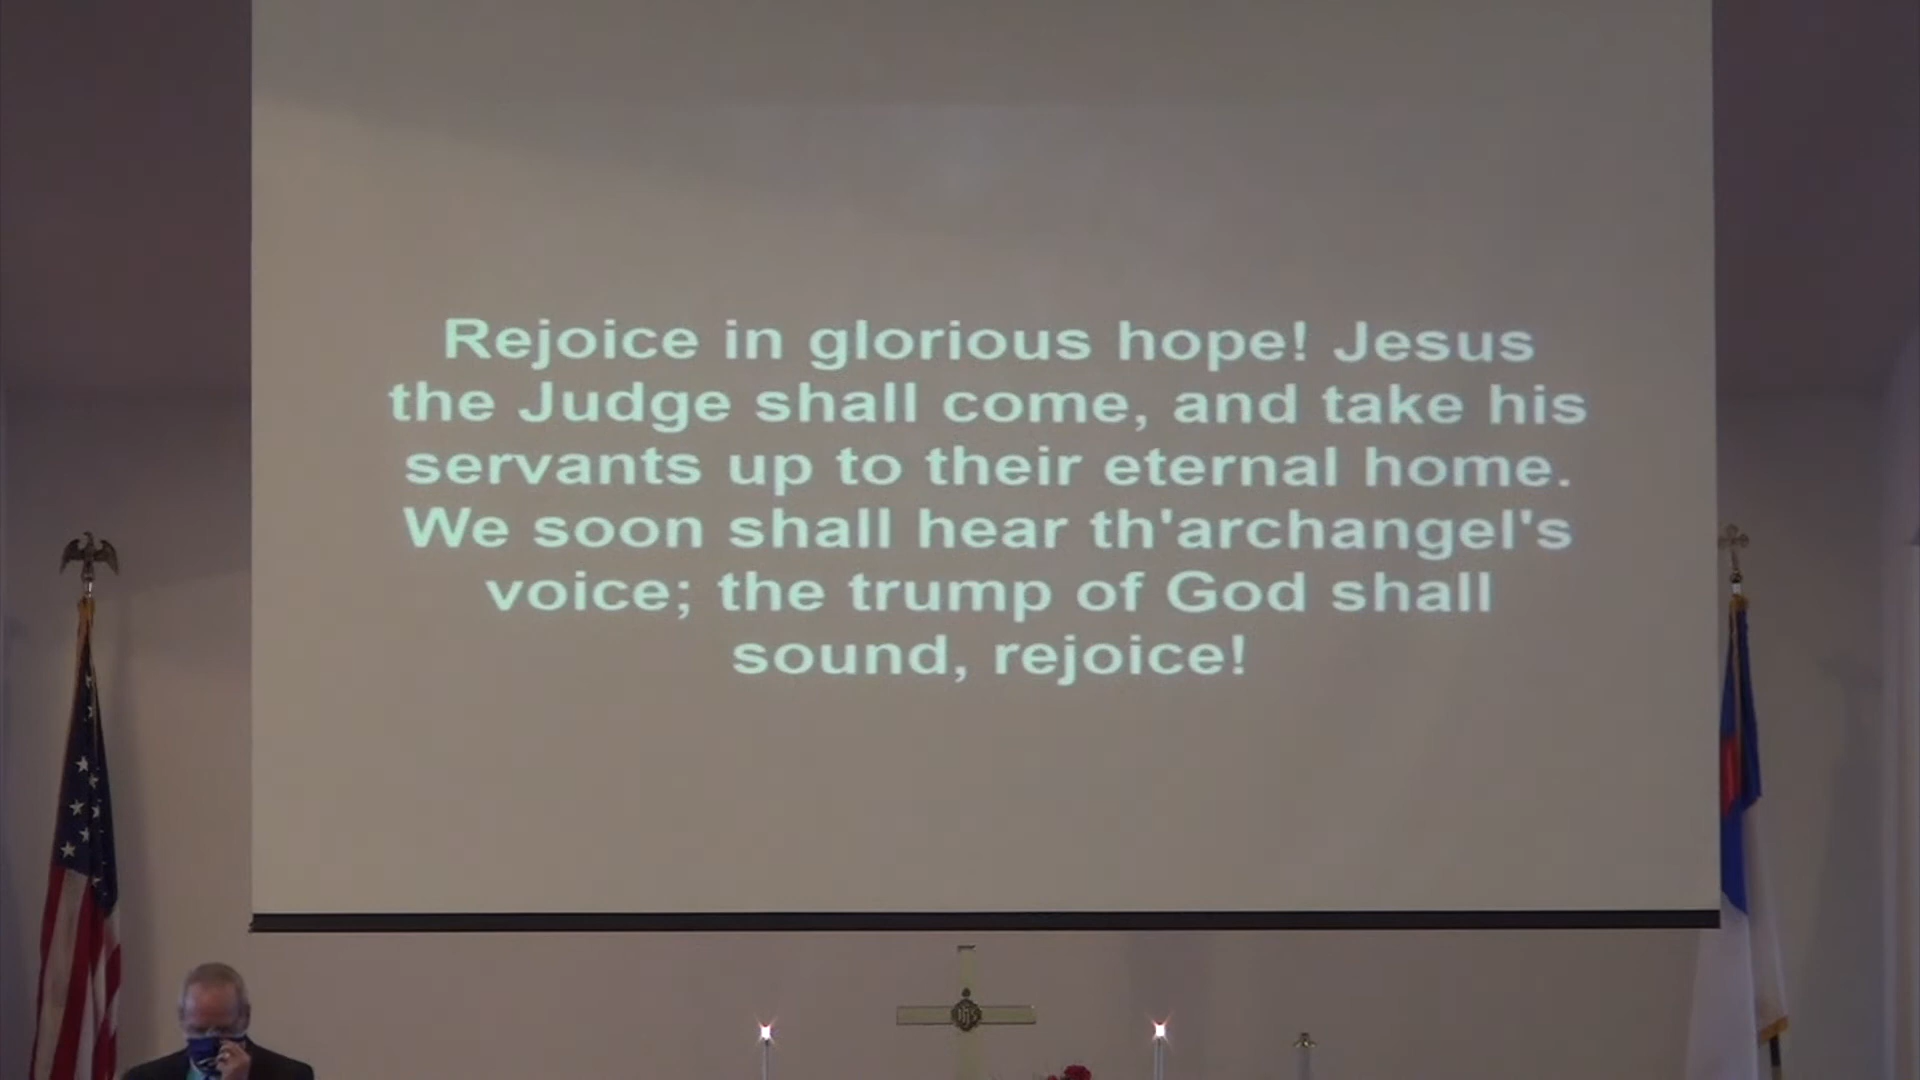 Rejoice in glorious hope! Jesus
the Judge shall come, and take his
servants up to their eternal home.
We soon shall hear th'archangel's
voice; the trump of God shall
sound, rejoice!
IHS